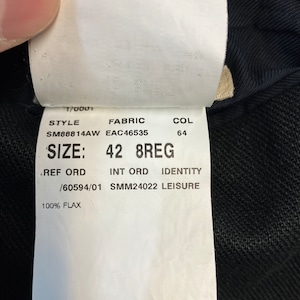 STYLE FABRIC COL
SM88814AW EAC46535 64
SIZE: 42 8REG
.REF ORD INT ORD IDENTITY
/60594/01 SMM24022 LEISURE
100% FLAX